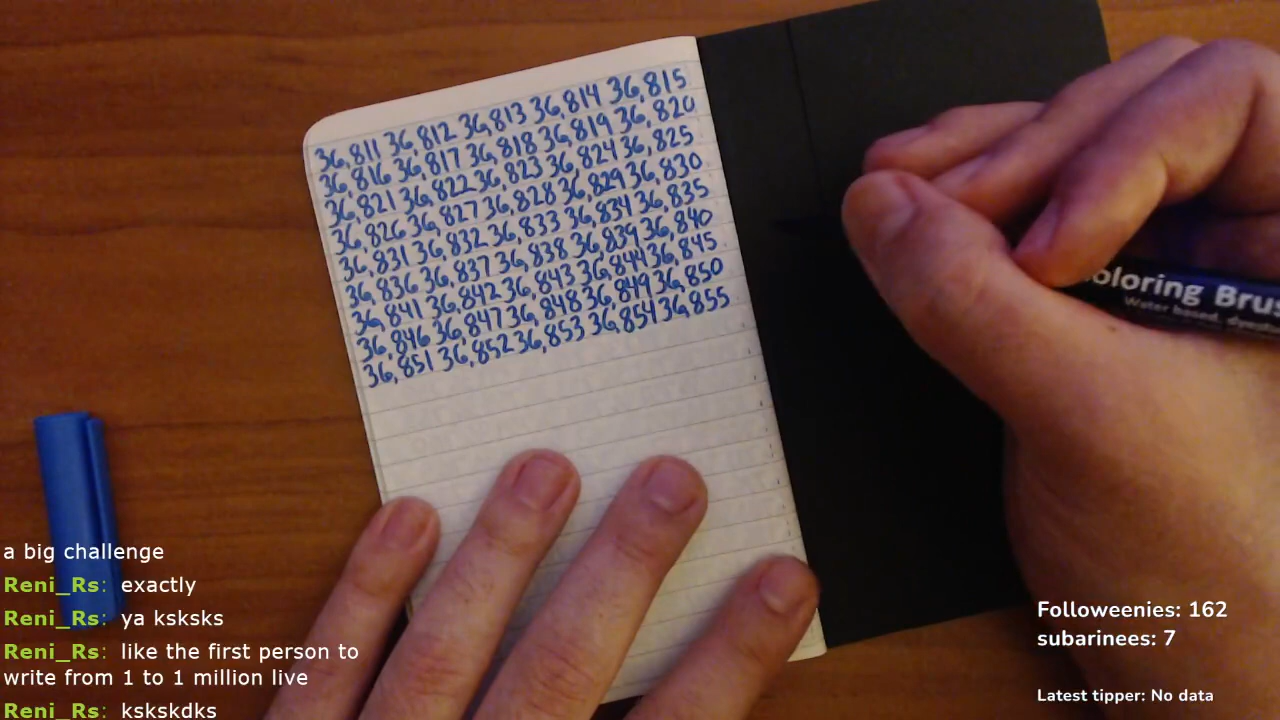 36,811 36,812 36,813 36,814 36,815
36,816 36,817 36,818 36,819 36,820
36,821 36,822 36,823 36,824 36,825
36,826 36,827 36,828 36,829 36,830
36,831 36,832 36,833 36,834 36,835
36,836 36,837 36,838 36,839 36,840
36,841 36,842 36,843 36,844 36,845
36,846 36,847 36,848 36,849 36,850
36,851 36,852 36,853 36,854 36,855
oloring Brus
Water based,
a big challenge
Reni_Rs: exactly
Reni_Rs: ya ksksks
Reni_Rs: like the first person to
write from 1 to 1 million live
Reni_Rs: kskskdks
Followeenies: 162
subarinees: 7
Latest tipper: No data